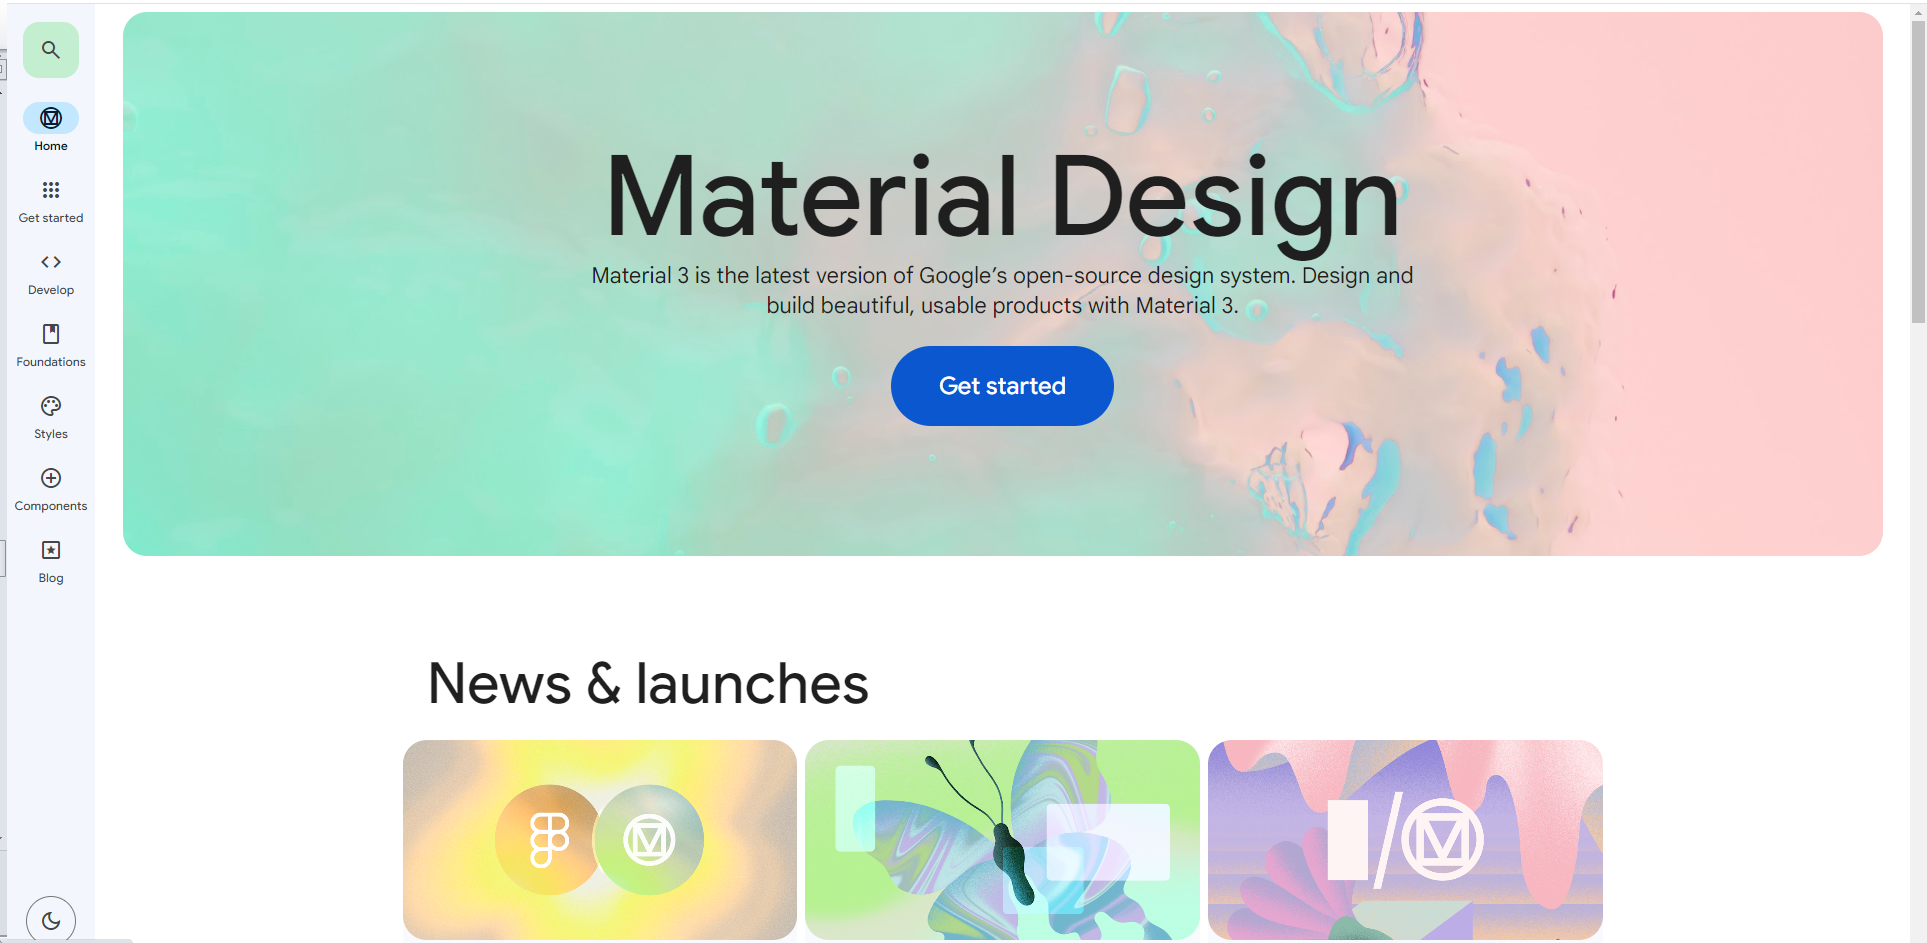 Home
Get started
Develop
Foundations
Styles
Components
Blog
Material Design
Material 3 is the latest version of Google’s open-source design system. Design and
build beautiful, usable products with Material 3.
Get started
News & launches